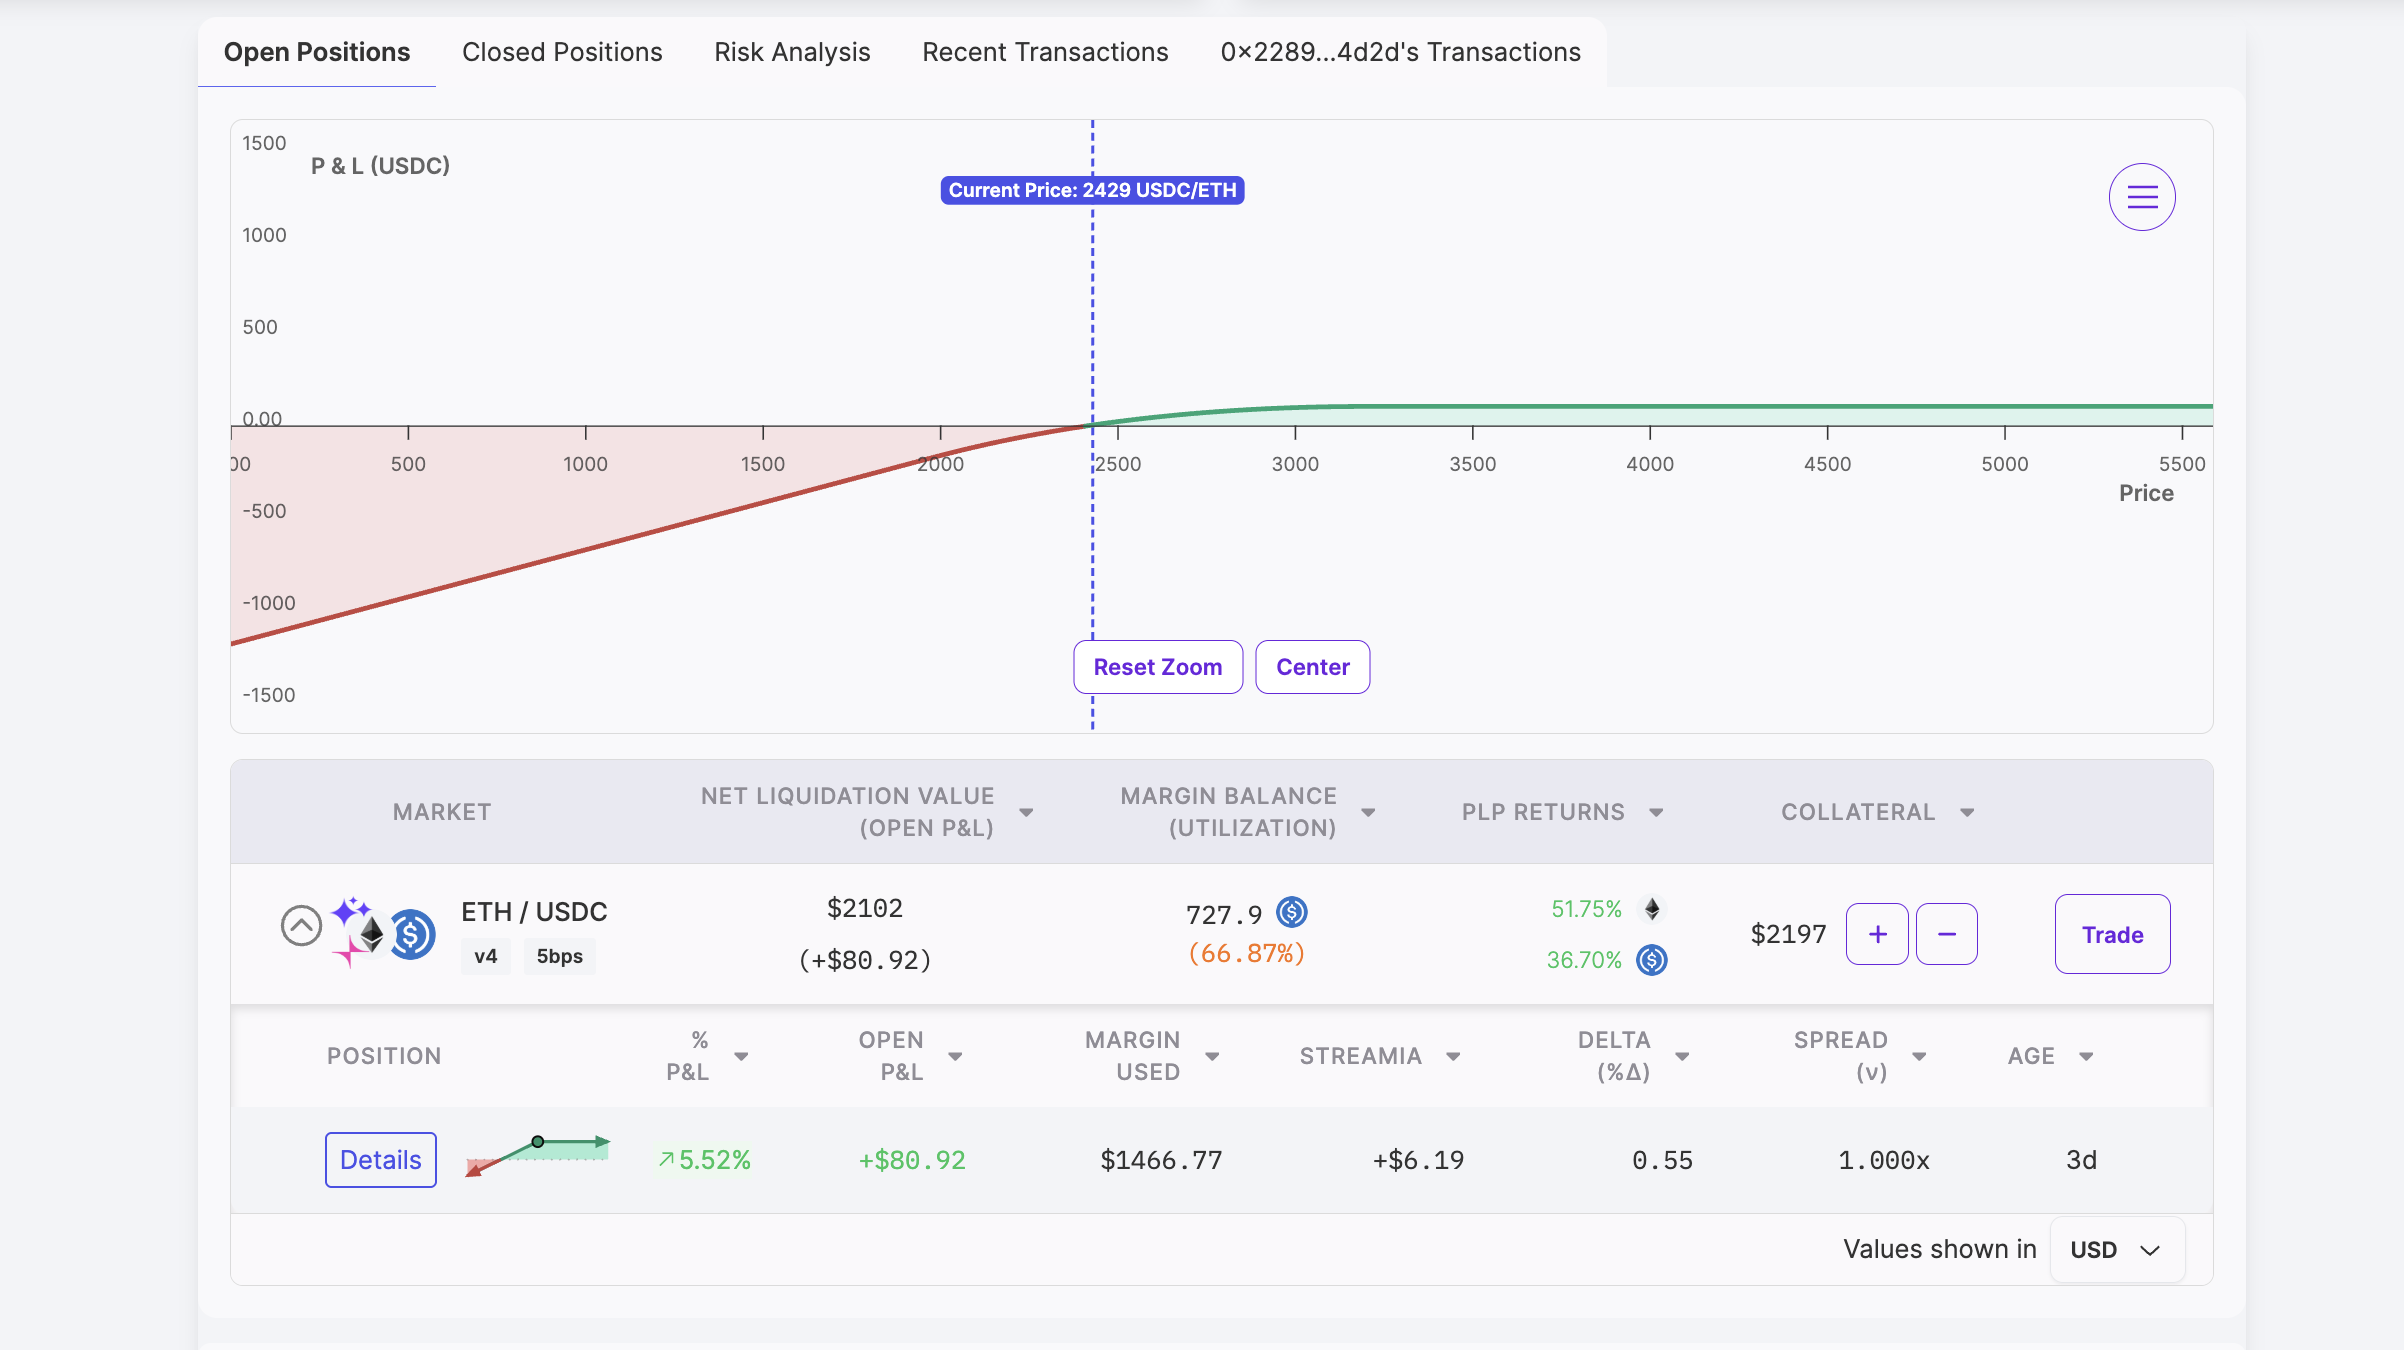 Open Positions
Closed Positions
Risk Analysis
Recent Transactions
0×2289...4d2d's Transactions
1500
P & L (USDC)
Current Price: 2429 USDC/ETH
1000
500
0.00
00
500
1000
1500
2000
2500
3000
3500
4000
4500
5000
5500
Price
-500
-1000
-1500
Reset Zoom
Center
MARKET
NET LIQUIDATION VALUE
(OPEN P&L)
MARGIN BALANCE
(UTILIZATION)
PLP RETURNS
COLLATERAL
ETH / USDC
v4
5bps
$2102
(+$80.92)
727.9
(66.87%)
51.75%
36.70%
$2197
+
−
Trade
POSITION
%
P&L
OPEN
P&L
MARGIN
USED
STREAMIA
DELTA
(%Δ)
SPREAD
(ν)
AGE
Details
5.52%
+$80.92
$1466.77
+$6.19
0.55
1.000x
3d
Values shown in
USD